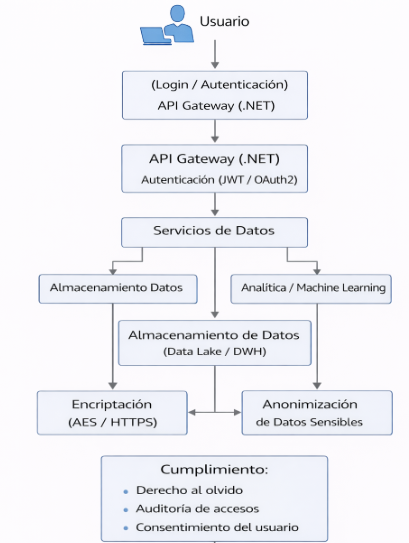 Usuario
(Login / Autenticación)
API Gateway (.NET)
API Gateway (.NET)
Autenticación (JWT / OAuth2)
Servicios de Datos
Almacenamiento Datos
Analítica / Machine Learning
Almacenamiento de Datos
(Data Lake / DWH)
Encriptación
(AES / HTTPS)
Anonimización
de Datos Sensibles
Cumplimiento:
• Derecho al olvido
• Auditoría de accesos
• Consentimiento del usuario